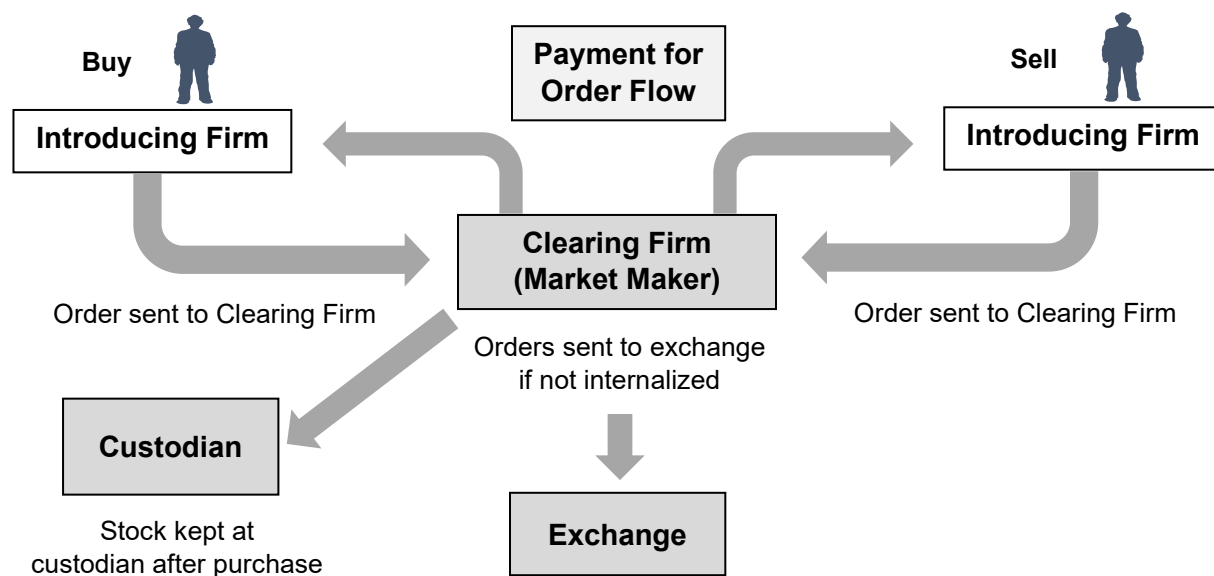 Buy
Introducing Firm
Payment for
Order Flow
Sell
Introducing Firm
Clearing Firm
(Market Maker)
Order sent to Clearing Firm
Order sent to Clearing Firm
Orders sent to exchange
if not internalized
Custodian
Stock kept at
custodian after purchase
Exchange